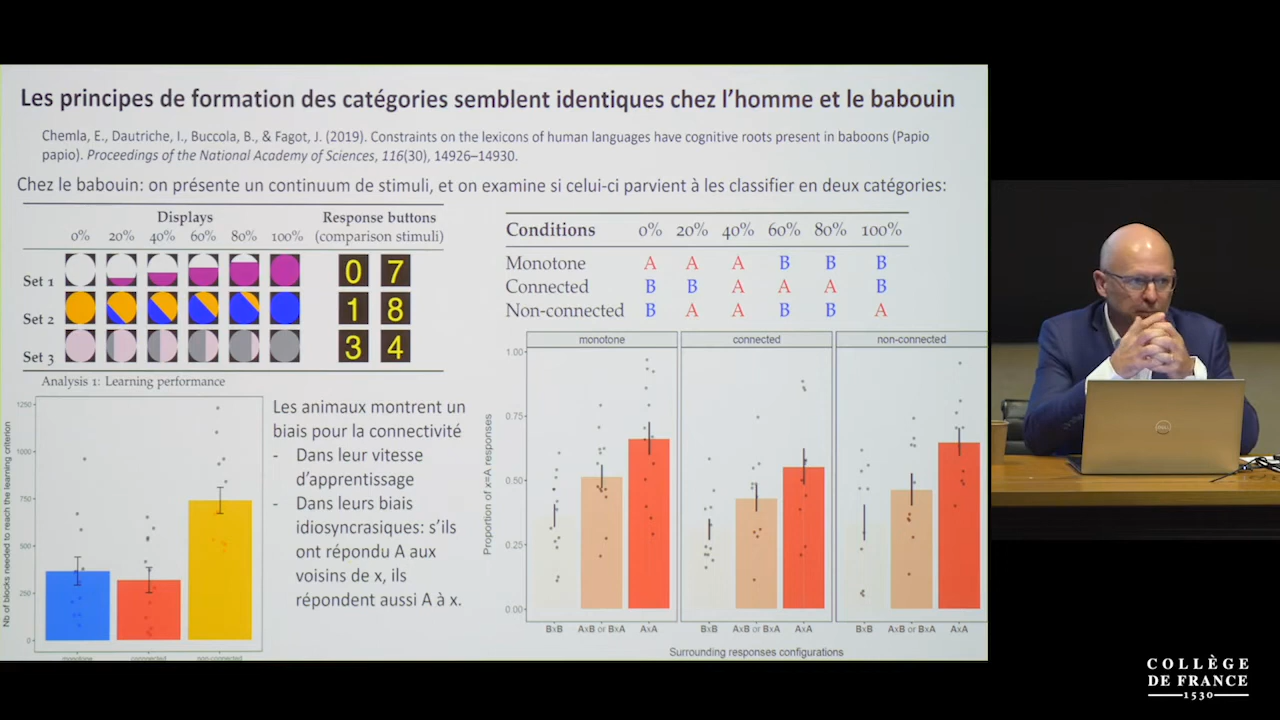 Les principes de formation des catégories semblent identiques chez l'homme et le babouin
Chemla, E., Dautriche, I., Buccola, B., & Fagot, J. (2019). Constraints on the lexicons of human languages have cognitive roots present in baboons (Papio
papio). Proceedings of the National Academy of Sciences, 116(30), 14926–14930.
Chez le babouin: on présente un continuum de stimuli, et on examine si celui-ci parvient à les classifier en deux catégories:
Displays
Response buttons
0% 20% 40% 60% 80% 100%
(comparison stimuli)
Set 1
0 7
Set 2
1 8
Set 3
3 4
Conditions 0% 20% 40% 60% 80% 100%
Monotone A A A B B B
Connected B B A A A B
Non-connected B A A B B A
Analysis 1: Learning performance
Nb of blocks needed to reach the learning criterion
1250
1000
750
500
250
0
monotone connected non-connected
Les animaux montrent un
biais pour la connectivité
- Dans leur vitesse
d'apprentissage
- Dans leurs biais
idiosyncrasiques: s'ils
ont répondu A aux
voisins de x, ils
répondent aussi A à x.
monotone connected non-connected
Proportion of x=A responses
1.00
0.75
0.50
0.25
0.00
BxB AxB or BxA AxA BxB AxB or BxA AxA BxB AxB or BxA AxA
Surrounding responses configurations
DELL
COLLÈGE
DE FRANCE
1530